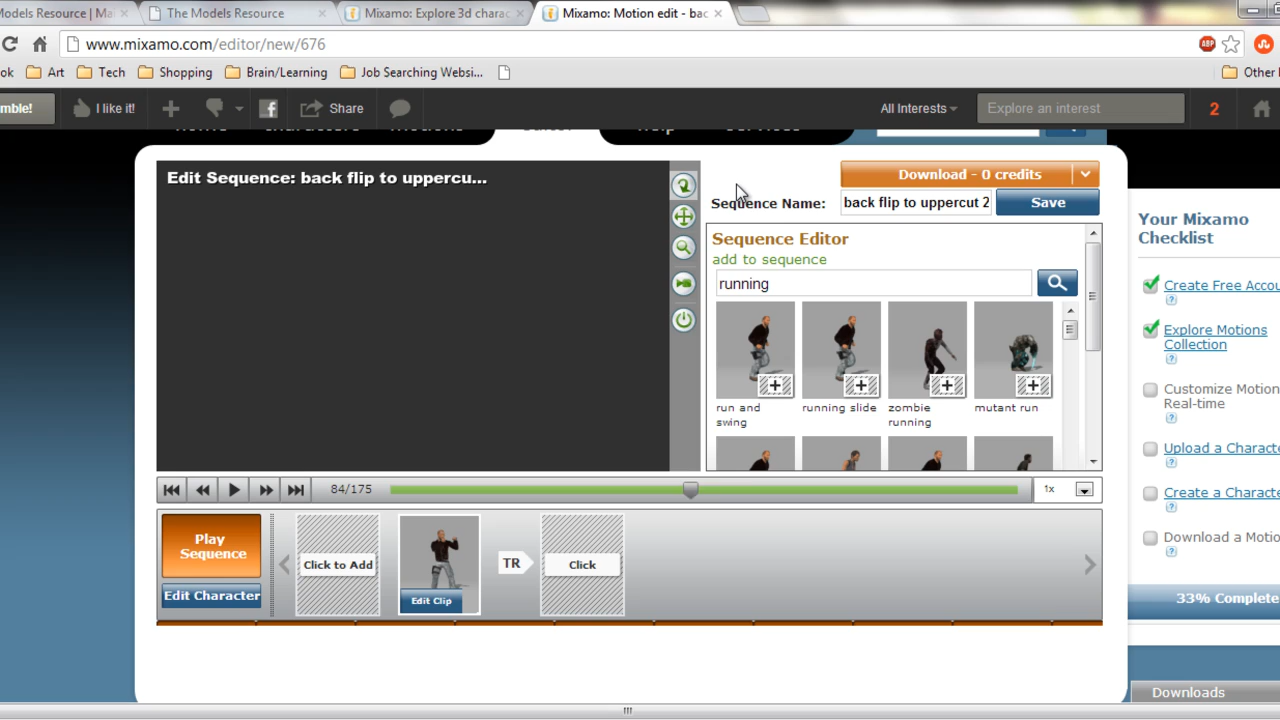 Models Resource | Ma
The Models Resource
Mixamo: Explore 3d charac
Mixamo: Motion edit - bac
www.mixamo.com/editor/new/676
ABP
ok
Art
Tech
Shopping
Brain/Learning
Job Searching Websi...
Other
mble!
I like it!
Share
All Interests
Explore an interest
2
Edit Sequence: back flip to uppercu...
Download - 0 credits
Sequence Name:
back flip to uppercut 2
Save
Sequence Editor
add to sequence
running
run and swing
running slide
zombie running
mutant run
84/175
1x
Play Sequence
Edit Character
Click to Add
Edit Clip
TR
Click
Your Mixamo
Checklist
Create Free Accou
?
Explore Motions
Collection
?
Customize Motion
Real-time
?
Upload a Characte
?
Create a Characte
?
Download a Motio
?
33% Complete
Downloads